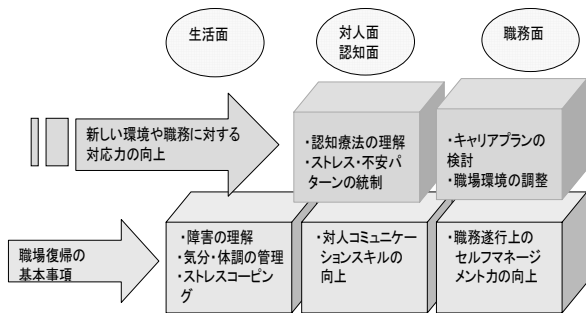 生活面
対人面
認知面
職務面
新しい環境や職務に対する
対応力の向上
・認知療法の理解
・ストレス・不安パ
ターンの統制
・キャリアプランの
検討
・職場環境の調整
職場復帰の
基本事項
・障害の理解
・気分・体調の管理
・ストレスコーピン
グ
・対人コミュニケー
ションスキルの
向上
・職務遂行上の
セルフマネージ
メント力の向上